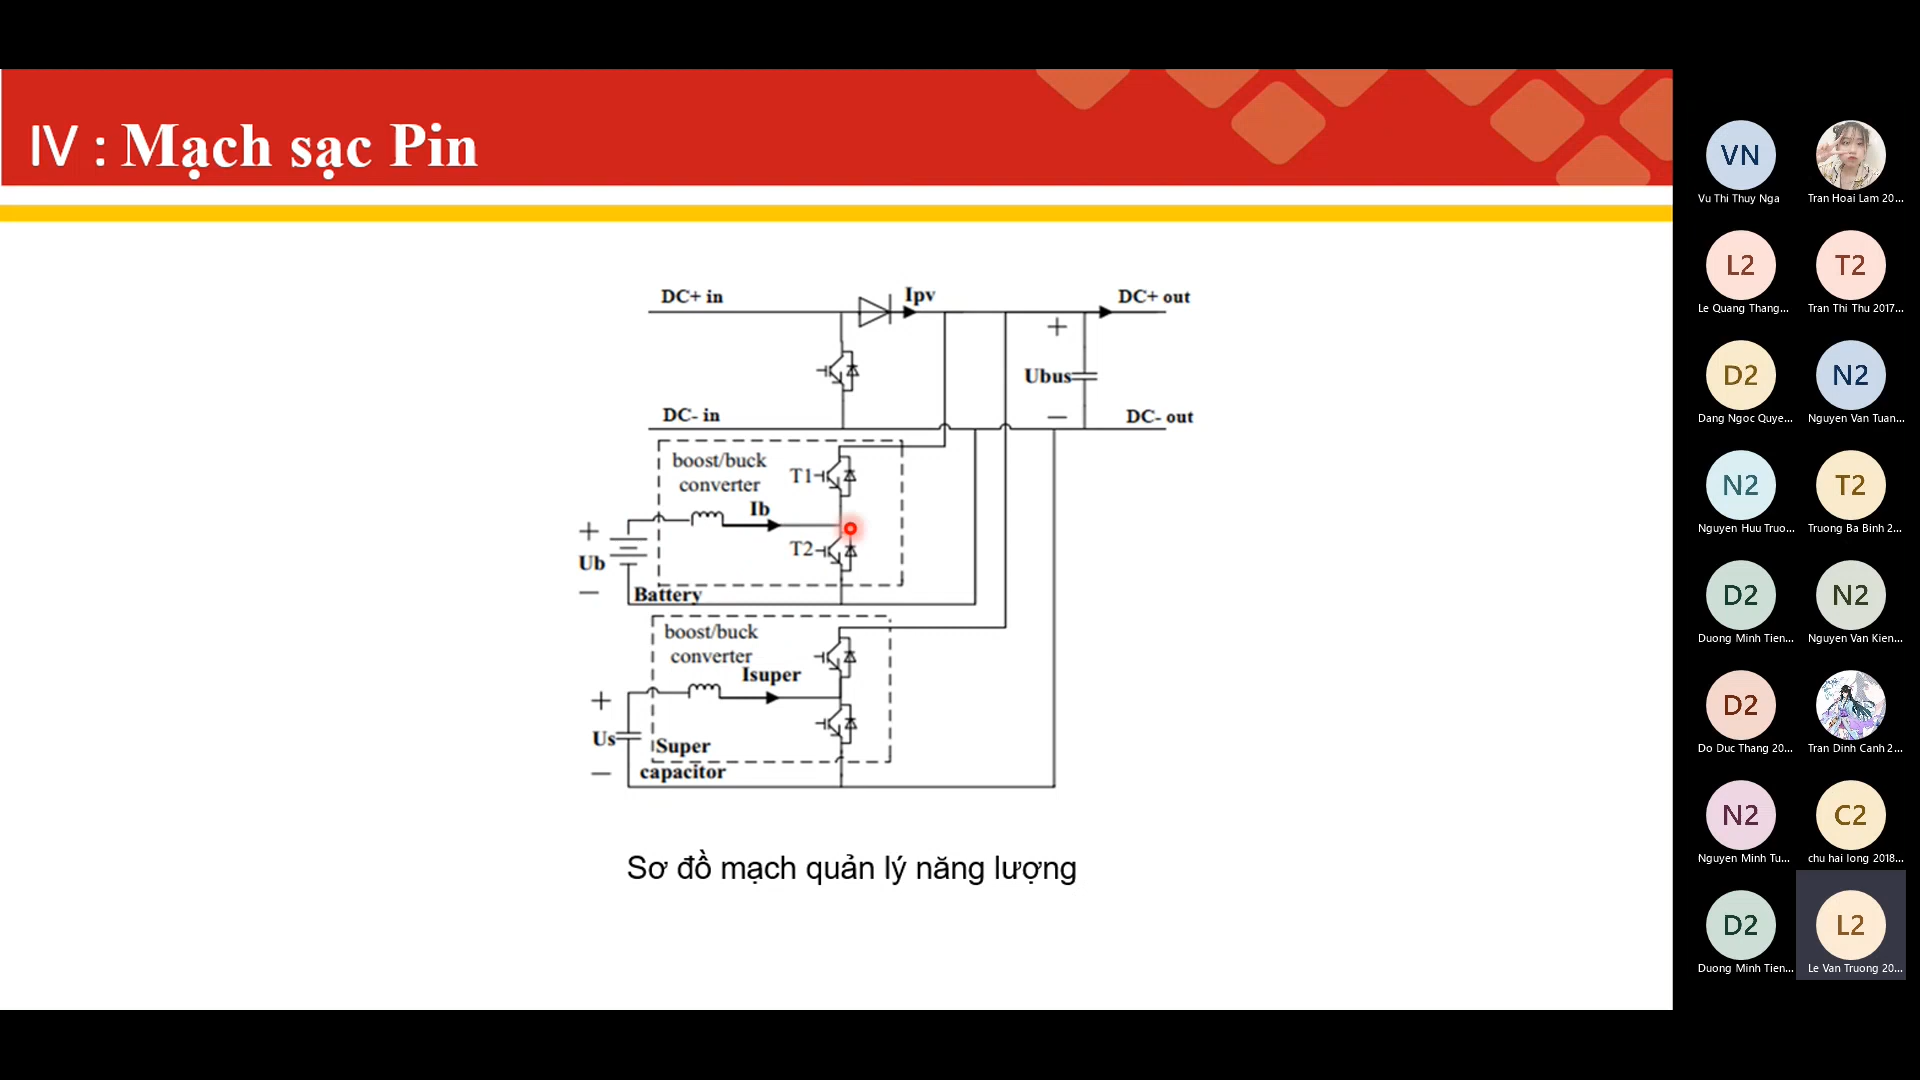 IV : Mạch sạc Pin
DC+ in
Ipv
DC+ out
+
Ubus
−
DC- in
DC- out
boost/buck
converter
T1
Ib
T2
+
Ub
−
Battery
boost/buck
converter
Isuper
+
Us
−
Super
capacitor
Sơ đồ mạch quản lý năng lượng
VN
Vu Thi Thuy Nga
Tran Hoai Lam 20...
L2
Le Quang Thang...
T2
Tran Thi Thu 2017...
D2
Dang Ngoc Quye...
N2
Nguyen Van Tuan...
N2
Nguyen Huu Truo...
T2
Truong Ba Binh 2...
D2
Duong Minh Tien...
N2
Nguyen Van Kien...
D2
Do Duc Thang 20...
Tran Dinh Canh 2...
N2
Nguyen Minh Tu...
C2
chu hai long 2018...
D2
Duong Minh Tien...
L2
Le Van Truong 20...